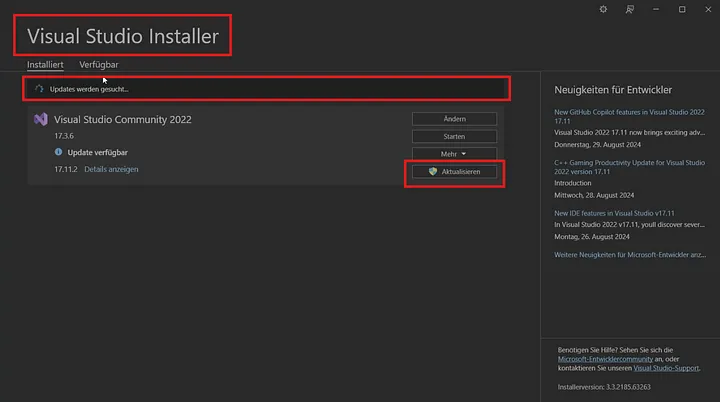 Visual Studio Installer
Installiert
Verfügbar
Updates werden gesucht...
Visual Studio Community 2022
17.3.6
Update verfügbar
17.11.2 Details anzeigen
Ändern
Starten
Mehr
Aktualisieren
Neuigkeiten für Entwickler
New GitHub Copilot features in Visual Studio 2022
17.11
Visual Studio 2022 17.11 now brings exciting adv...
Donnerstag, 29. August 2024
C++ Gaming Productivity Update for Visual Studio
2022 version 17.11
Introduction
Mittwoch, 28. August 2024
New IDE features in Visual Studio v17.11
In Visual Studio v17.11, youll discover sever...
Montag, 26. August 2024
Weitere Neuigkeiten für Microsoft-Entwickler anz...
Benötigen Sie Hilfe? Sehen Sie sich die
Microsoft-Entwicklercommunity an, oder
kontaktieren Sie unseren Visual Studio-Support.
Installerversion: 3.3.2185.63263